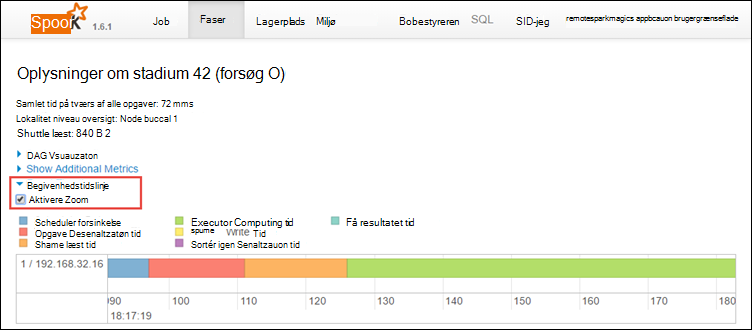 Spook 1.6.1 Job Faser Lagerplads Miljø Bobestyreren SQL SID-jeg remotesparkmagics appbcauon brugergrænseflade
Oplysninger om stadium 42 (forsøg O)
Samlet tid på tværs af alle opgaver: 72 mms
Lokalitet niveau oversigt: Node buccal 1
Shuttle læst: 840 B 2
DAG Vsuauzaton
Show Additional Metrics
Begivenhedstidslinje
Aktivere Zoom
Scheduler forsinkelse Executor Computing tid Få resultatet tid
Opgave Desenaltzatøn tid spume Write Tid
Shame læst tid Sortér igen Senaltzauon tid
1 / 192.168.32.16
090 100 110 120 130 140 150 160 170 180
18:17:19